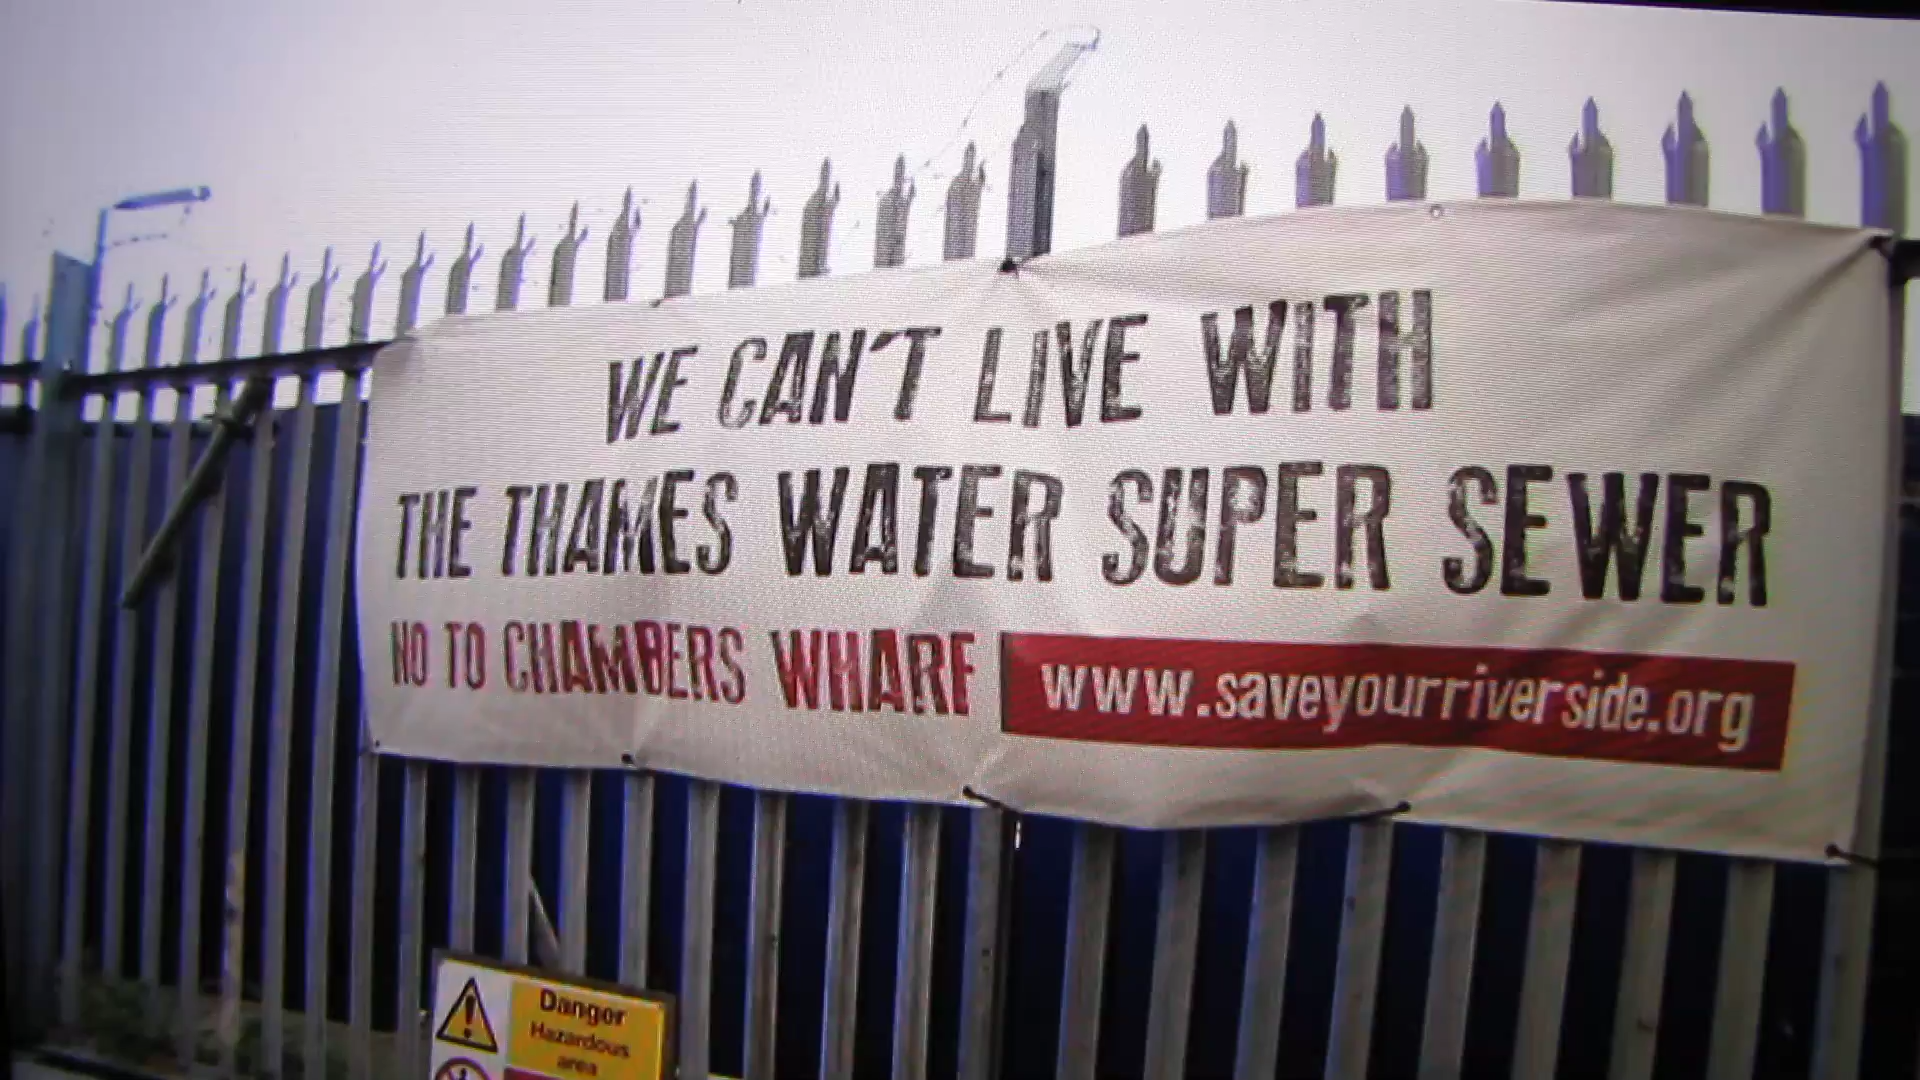 WE CAN'T LIVE WITH
THE THAMES WATER SUPER SEWER
NO TO CHAMBERS WHARF
www.saveyourriverside.org
Danger
Hazardous
area